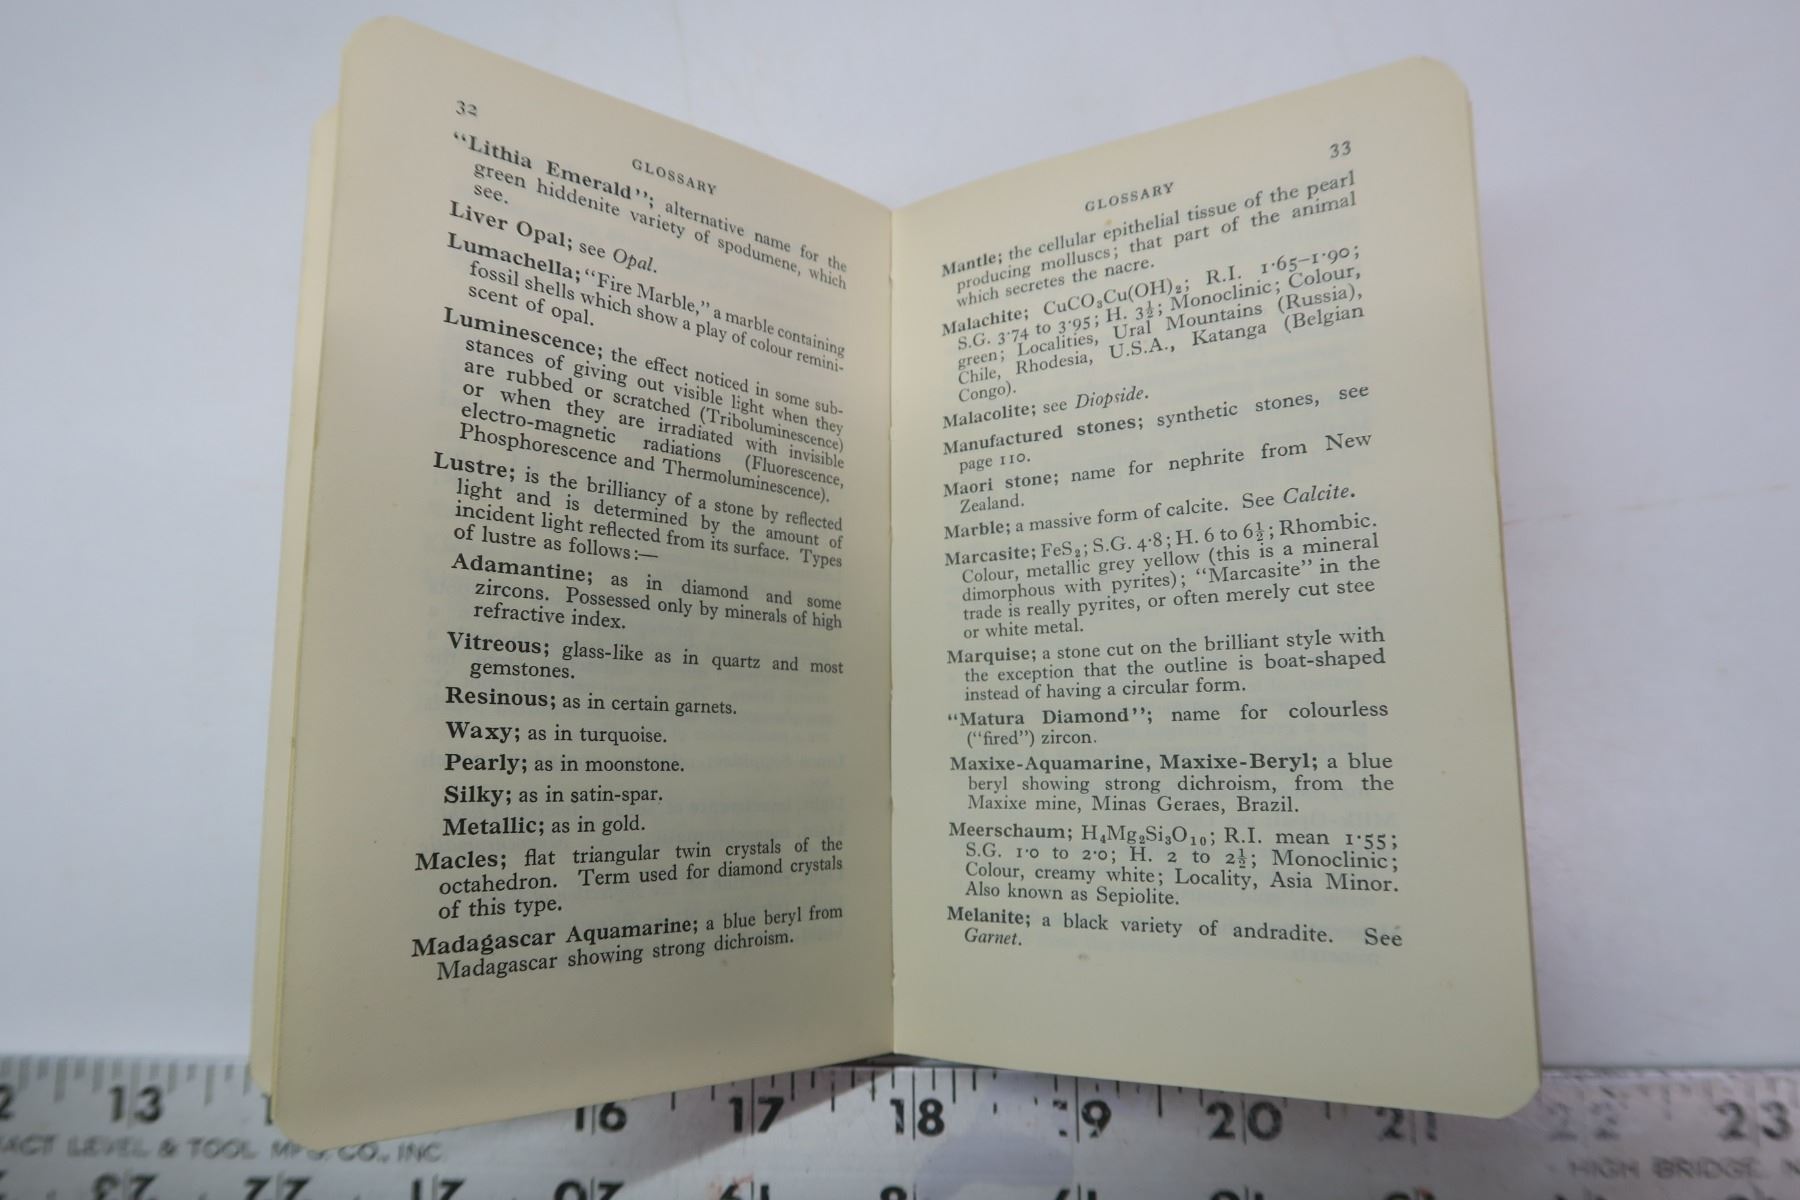 32
GLOSSARY
“Lithia Emerald”; alternative name for the
green hiddenite variety of spodumene, which
see.
Liver Opal; see Opal.
Lumachella; “Fire Marble,” a marble containing
fossil shells which show a play of colour remini-
scent of opal.
Luminescence; the effect noticed in some sub-
stances of giving out visible light when they
are rubbed or scratched (Triboluminescence)
or when they are irradiated with invisible
electro-magnetic radiations (Fluorescence,
Phosphorescence and Thermoluminescence).
Lustre; is the brilliancy of a stone by reflected
light and is determined by the amount of
incident light reflected from its surface. Types
of lustre as follows:—
Adamantine; as in diamond and some
zircons. Possessed only by minerals of high
refractive index.
Vitreous; glass-like as in quartz and most
gemstones.
Resinous; as in certain garnets.
Waxy; as in turquoise.
Pearly; as in moonstone.
Silky; as in satin-spar.
Metallic; as in gold.
Macles; flat triangular twin crystals of the
octahedron. Term used for diamond crystals
of this type.
Madagascar Aquamarine; a blue beryl from
Madagascar showing strong dichroism.
33
GLOSSARY
Mantle; the cellular epithelial tissue of the pearl
producing molluscs; that part of the animal
which secretes the nacre.
Malachite; CuCO₃Cu(OH)₂; R.I. 1·65–1·90;
S.G. 3·74 to 3·95; H. 3½; Monoclinic; Colour,
green; Localities, Ural Mountains (Russia),
Chile, Rhodesia, U.S.A., Katanga (Belgian
Congo).
Malacolite; see Diopside.
Manufactured stones; synthetic stones, see
page 110.
Maori stone; name for nephrite from New
Zealand.
Marble; a massive form of calcite. See Calcite.
Marcasite; FeS₂; S.G. 4·8; H. 6 to 6½; Rhombic.
Colour, metallic grey yellow (this is a mineral
dimorphous with pyrites); “Marcasite” in the
trade is really pyrites, or often merely cut stee
or white metal.
Marquise; a stone cut on the brilliant style with
the exception that the outline is boat-shaped
instead of having a circular form.
“Matura Diamond”; name for colourless
(“fired”) zircon.
Maxixe-Aquamarine, Maxixe-Beryl; a blue
beryl showing strong dichroism, from the
Maxixe mine, Minas Geraes, Brazil.
Meerschaum; H₄Mg₂Si₃O₁₀; R.I. mean 1·55;
S.G. 1·0 to 2·0; H. 2 to 2½; Monoclinic;
Colour, creamy white; Locality, Asia Minor.
Also known as Sepiolite.
Melanite; a black variety of andradite. See
Garnet.
13 16 17 18 19 20 21 22 23
LEVEL & TOOL MFG. CO., INC.
HIGH BRIDGE,
23 22 21 20 19